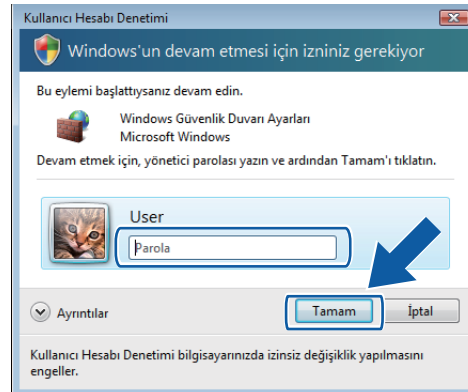 Kullanıcı Hesabı Denetimi
Windows'un devam etmesi için izniniz gerekiyor
Bu eylemi başlattıysanız devam edin.
Windows Güvenlik Duvarı Ayarları
Microsoft Windows
Devam etmek için, yönetici parolası yazın ve ardından Tamam'ı tıklatın.
User
Parola
Ayrıntılar
Tamam
İptal
Kullanıcı Hesabı Denetimi bilgisayarınızda izinsiz değişiklik yapılmasını
engeller.